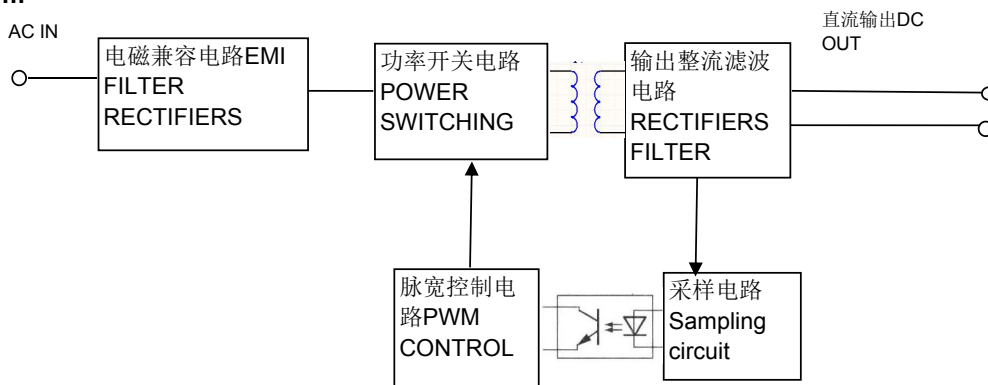 AC IN
直流输出DC
OUT
电磁兼容电路EMI
FILTER
RECTIFIERS
功率开关电路
POWER
SWITCHING
输出整流滤波
电路
RECTIFIERS
FILTER
脉宽控制电
路PWM
CONTROL
采样电路
Sampling
circuit